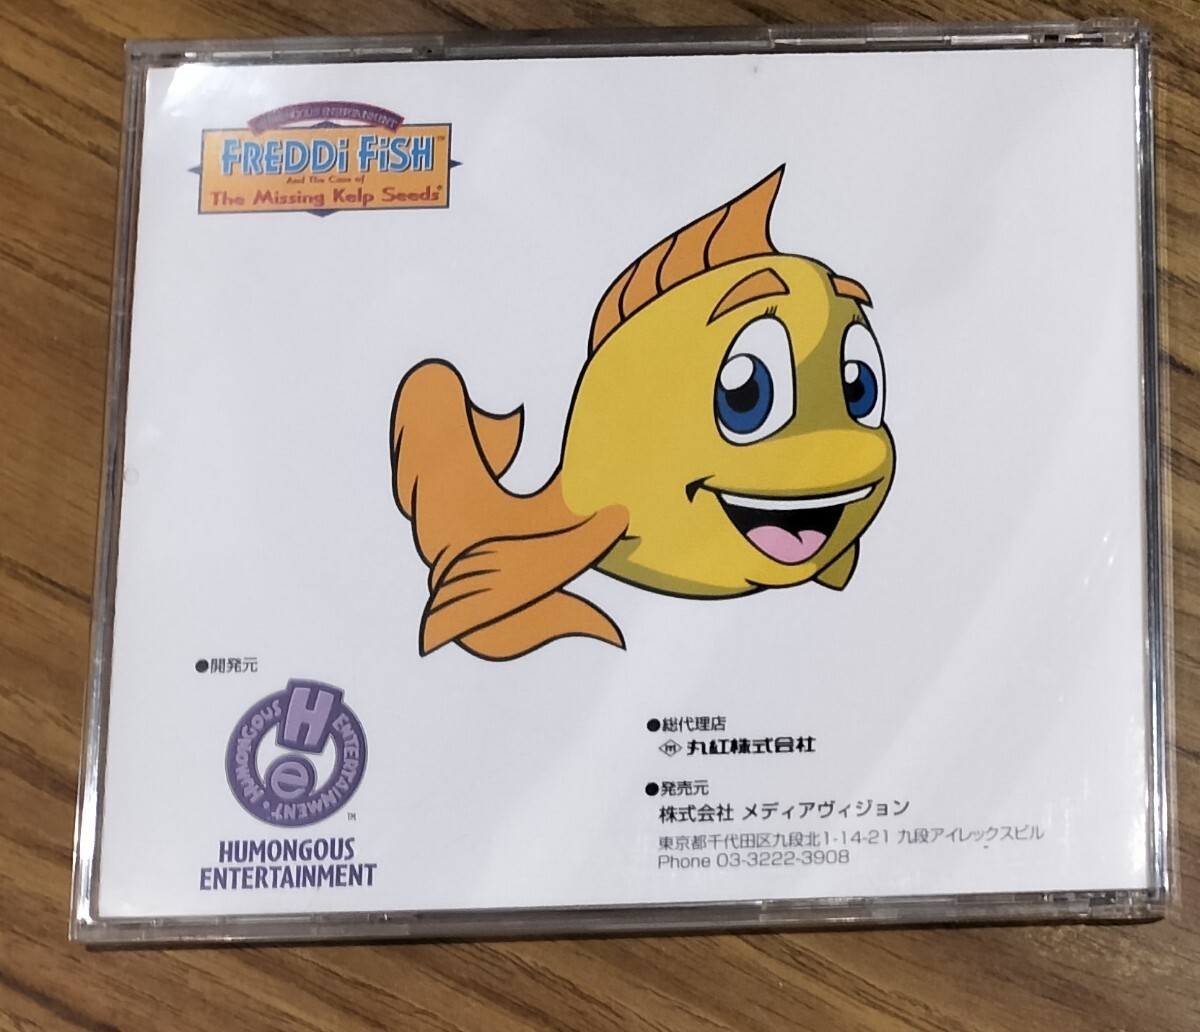 FREDDi FiSH™
And The Case of
The Missing Kelp Seeds®
●開発元
HUMONGOUS ENTERTAINMENT
H
e
TM
HUMONGOUS
ENTERTAINMENT
●総代理店
丸紅株式会社
●発売元
株式会社 メディアヴィジョン
東京都千代田区九段北1-14-21 九段アイレックスビル
Phone 03-3222-3908